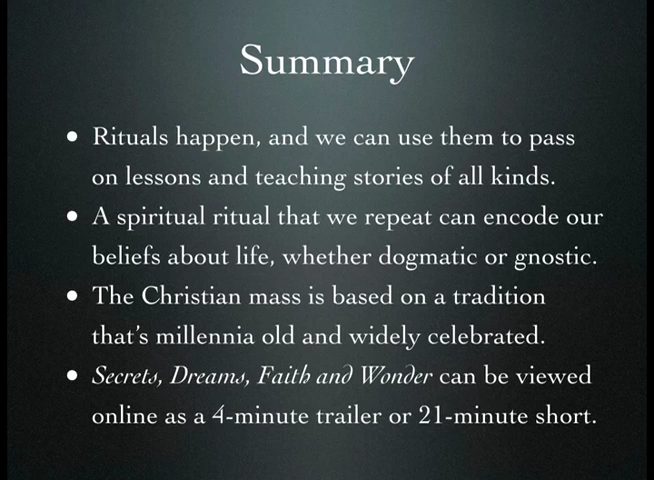 Summary
• Rituals happen, and we can use them to pass
on lessons and teaching stories of all kinds.
• A spiritual ritual that we repeat can encode our
beliefs about life, whether dogmatic or gnostic.
• The Christian mass is based on a tradition
that's millennia old and widely celebrated.
• Secrets, Dreams, Faith and Wonder can be viewed
online as a 4-minute trailer or 21-minute short.